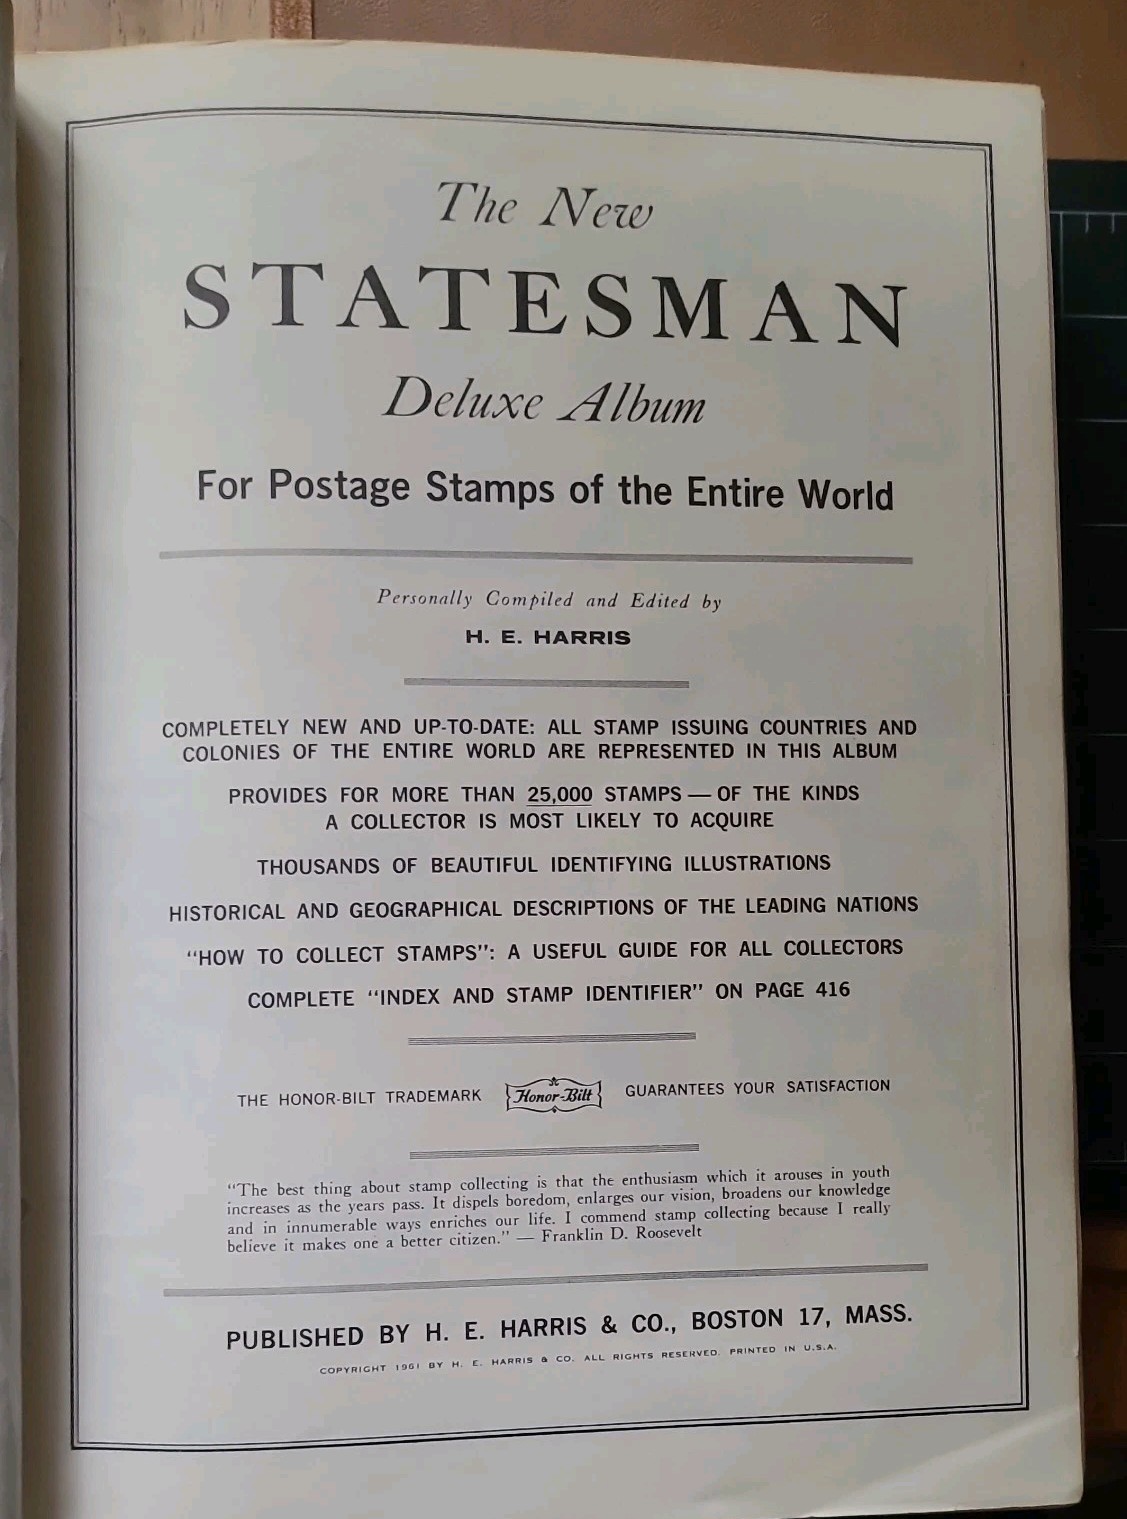 The New
STATESMAN
Deluxe Album
For Postage Stamps of the Entire World
Personally Compiled and Edited by
H. E. HARRIS
COMPLETELY NEW AND UP-TO-DATE: ALL STAMP ISSUING COUNTRIES AND
COLONIES OF THE ENTIRE WORLD ARE REPRESENTED IN THIS ALBUM
PROVIDES FOR MORE THAN 25,000 STAMPS — OF THE KINDS
A COLLECTOR IS MOST LIKELY TO ACQUIRE
THOUSANDS OF BEAUTIFUL IDENTIFYING ILLUSTRATIONS
HISTORICAL AND GEOGRAPHICAL DESCRIPTIONS OF THE LEADING NATIONS
“HOW TO COLLECT STAMPS”: A USEFUL GUIDE FOR ALL COLLECTORS
COMPLETE “INDEX AND STAMP IDENTIFIER” ON PAGE 416
THE HONOR-BILT TRADEMARK Honor-Bilt GUARANTEES YOUR SATISFACTION
“The best thing about stamp collecting is that the enthusiasm which it arouses in youth
increases as the years pass. It dispels boredom, enlarges our vision, broadens our knowledge
and in innumerable ways enriches our life. I commend stamp collecting because I really
believe it makes one a better citizen.” — Franklin D. Roosevelt
PUBLISHED BY H. E. HARRIS & CO., BOSTON 17, MASS.
COPYRIGHT 1961 BY H. E. HARRIS & CO. ALL RIGHTS RESERVED. PRINTED IN U.S.A.